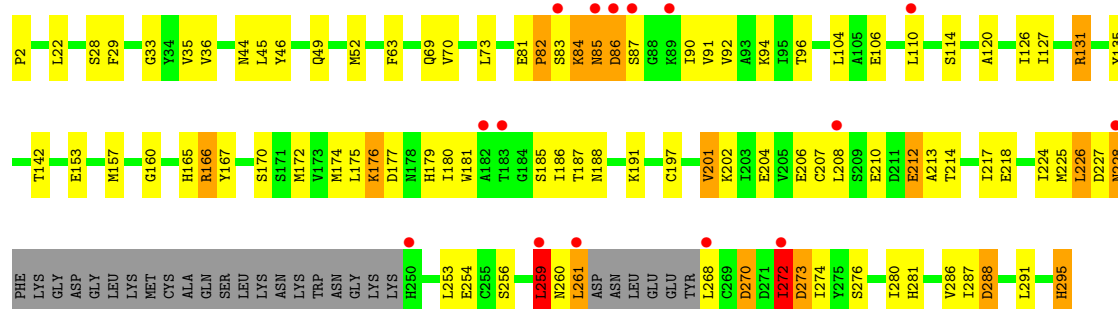 P2 L22 S28 F29 G33 Y34 V35 V36 N44 L45 Y46 Q49 M52 F63 Q69 V70 L73 E81 P82 S83 K84 N85 D86 S87 G88 K89 I90 V91 V92 A93 K94 I95 T96 L104 A105 E106 L110 S114 A120 I126 I127 R131 Y135
T142 E153 M157 G160 H165 R166 Y167 S170 S171 M172 V173 M174 L175 K176 D177 N178 H179 I180 W181 A182 T183 G184 S185 I186 T187 N188 K191 C197 V201 K202 I203 E204 V205 E206 C207 L208 S209 E210 D211 E212 A213 T214 I217 E218 I224 M225 L226 D227 N228
PHE LYS GLY ASP GLY LEU LYS MET CYS ALA GLN SER LEU LYS ASN LYS TRP ASN GLY LYS LYS H250 L253 E254 C255 S256 L259 N260 L261 ASP ASN LEU GLU GLU TYR L268 C269 D270 D271 I272 D273 I274 Y275 S276 I280 H281 V286 I287 D288 L291 H295